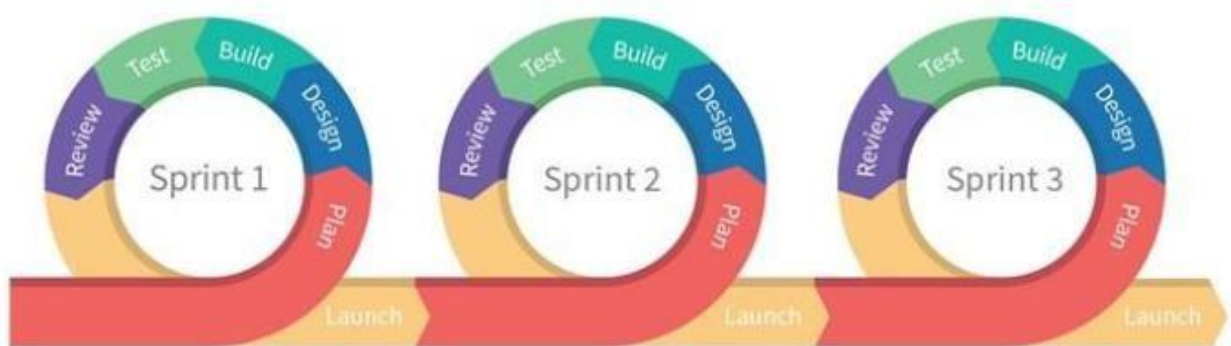 Sprint 1
Plan
Design
Build
Test
Review
Launch
Sprint 2
Plan
Design
Build
Test
Review
Launch
Sprint 3
Plan
Design
Build
Test
Review
Launch